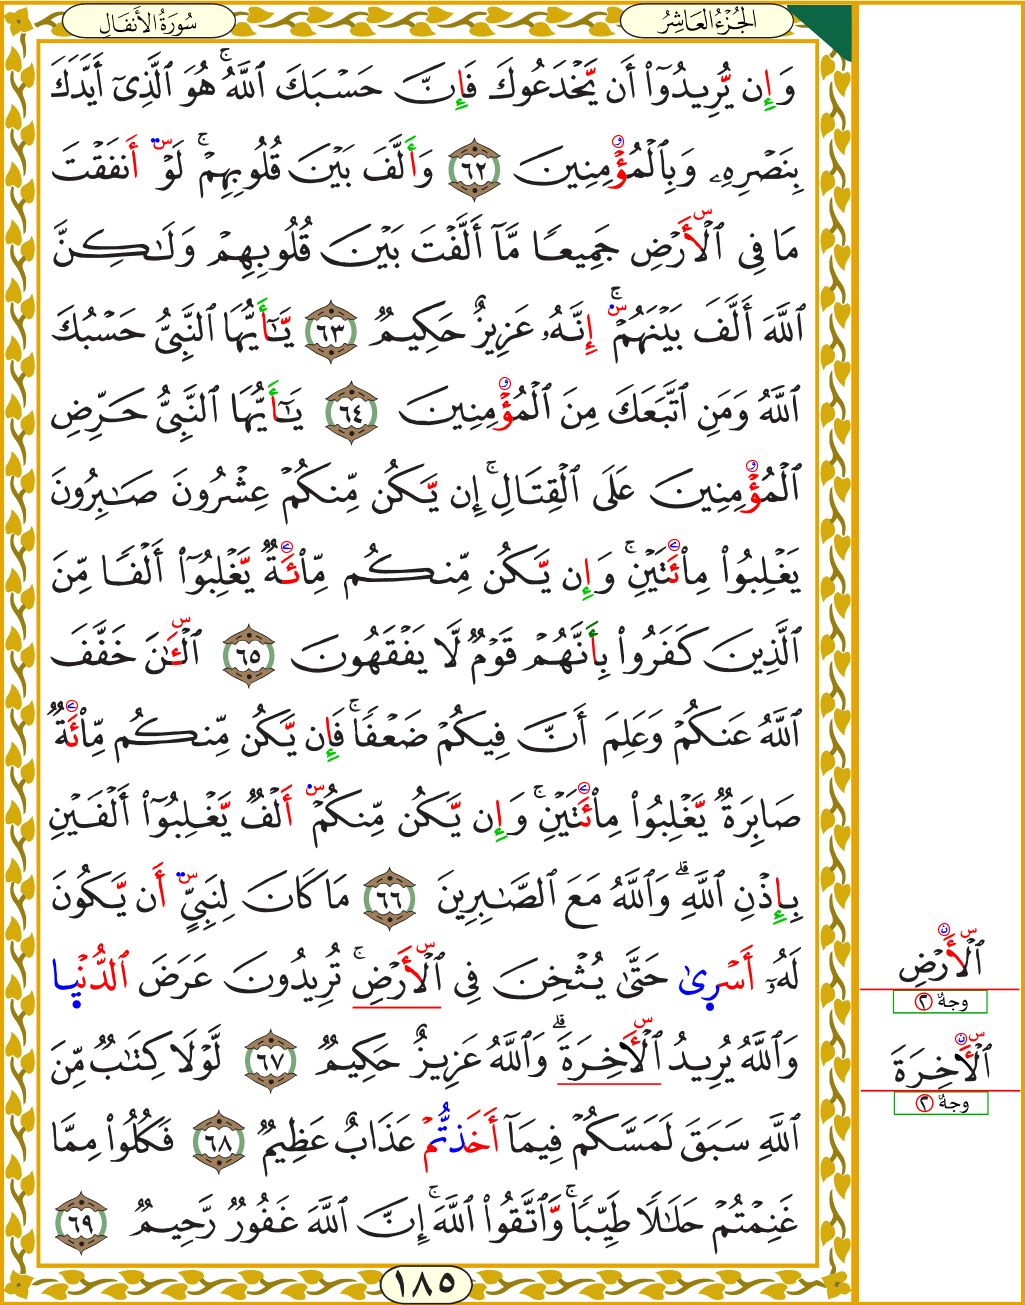 سُورَةُ الأَنفَالِ
الجُزْءُ العَاشِرُ
وَإِن يُّرِيدُوٓاْ أَن يَّخْدَعُوكَ فَإِنَّ حَسْبَكَ ٱللَّهُۚ هُوَ ٱلَّذِىٓ أَيَّدَكَ
بِنَصْرِهِۦ وَبِٱلْمُؤْمِنِينَ ٦٢ وَأَلَّفَ بَيْنَ قُلُوبِهِمْۚ لَوْ أَنفَقْتَ
مَا فِى ٱلْأَرْضِ جَمِيعًا مَّآ أَلَّفْتَ بَيْنَ قُلُوبِهِمْ وَلَٰكِنَّ
ٱللَّهَ أَلَّفَ بَيْنَهُمْۚ إِنَّهُۥ عَزِيزٌ حَكِيمٌ ٦٣ يَٰٓأَيُّهَا ٱلنَّبِىُّ حَسْبُكَ
ٱللَّهُ وَمَنِ ٱتَّبَعَكَ مِنَ ٱلْمُؤْمِنِينَ ٦٤ يَٰٓأَيُّهَا ٱلنَّبِىُّ حَرِّضِ
ٱلْمُؤْمِنِينَ عَلَى ٱلْقِتَالِۚ إِن يَّكُن مِّنكُمْ عِشْرُونَ صَٰبِرُونَ
يَغْلِبُواْ مِاْئَتَيْنِۚ وَإِن يَّكُن مِّنكُم مِّاْئَةٌ يَّغْلِبُوٓاْ أَلْفًا مِّنَ
ٱلَّذِينَ كَفَرُواْ بِأَنَّهُمْ قَوْمٌ لَّا يَفْقَهُونَ ٦٥ ٱلْـَٰٔنَ خَفَّفَ
ٱللَّهُ عَنكُمْ وَعَلِمَ أَنَّ فِيكُمْ ضَعْفًاۚ فَإِن يَّكُن مِّنكُم مِّاْئَةٌ
صَابِرَةٌ يَّغْلِبُواْ مِاْئَتَيْنِۚ وَإِن يَّكُن مِّنكُمْ أَلْفٌ يَّغْلِبُوٓاْ أَلْفَيْنِ
بِإِذْنِ ٱللَّهِۗ وَٱللَّهُ مَعَ ٱلصَّٰبِرِينَ ٦٦ مَا كَانَ لِنَبِىٍّ أَن يَّكُونَ
لَهُۥٓ أَسْرِىٰ حَتَّىٰ يُثْخِنَ فِى ٱلْأَرْضِۚ تُرِيدُونَ عَرَضَ ٱلدُّنْيِا
وَٱللَّهُ يُرِيدُ ٱلْأَخِرَةَۗ وَٱللَّهُ عَزِيزٌ حَكِيمٌ ٦٧ لَّوْلَا كِتَٰبٌ مِّنَ
ٱللَّهِ سَبَقَ لَمَسَّكُمْ فِيمَآ أَخَذتُّمْ عَذَابٌ عَظِيمٌ ٦٨ فَكُلُواْ مِمَّا
غَنِمْتُمْ حَلَٰلًا طَيِّبًاۚ وَّٱتَّقُواْ ٱللَّهَۚ إِنَّ ٱللَّهَ غَفُورٌ رَّحِيمٌ ٦٩
١٨٥
ٱلْأَرْضِ
وجهٌ ٢
ٱلْأَخِرَةَ
وجهٌ ٢